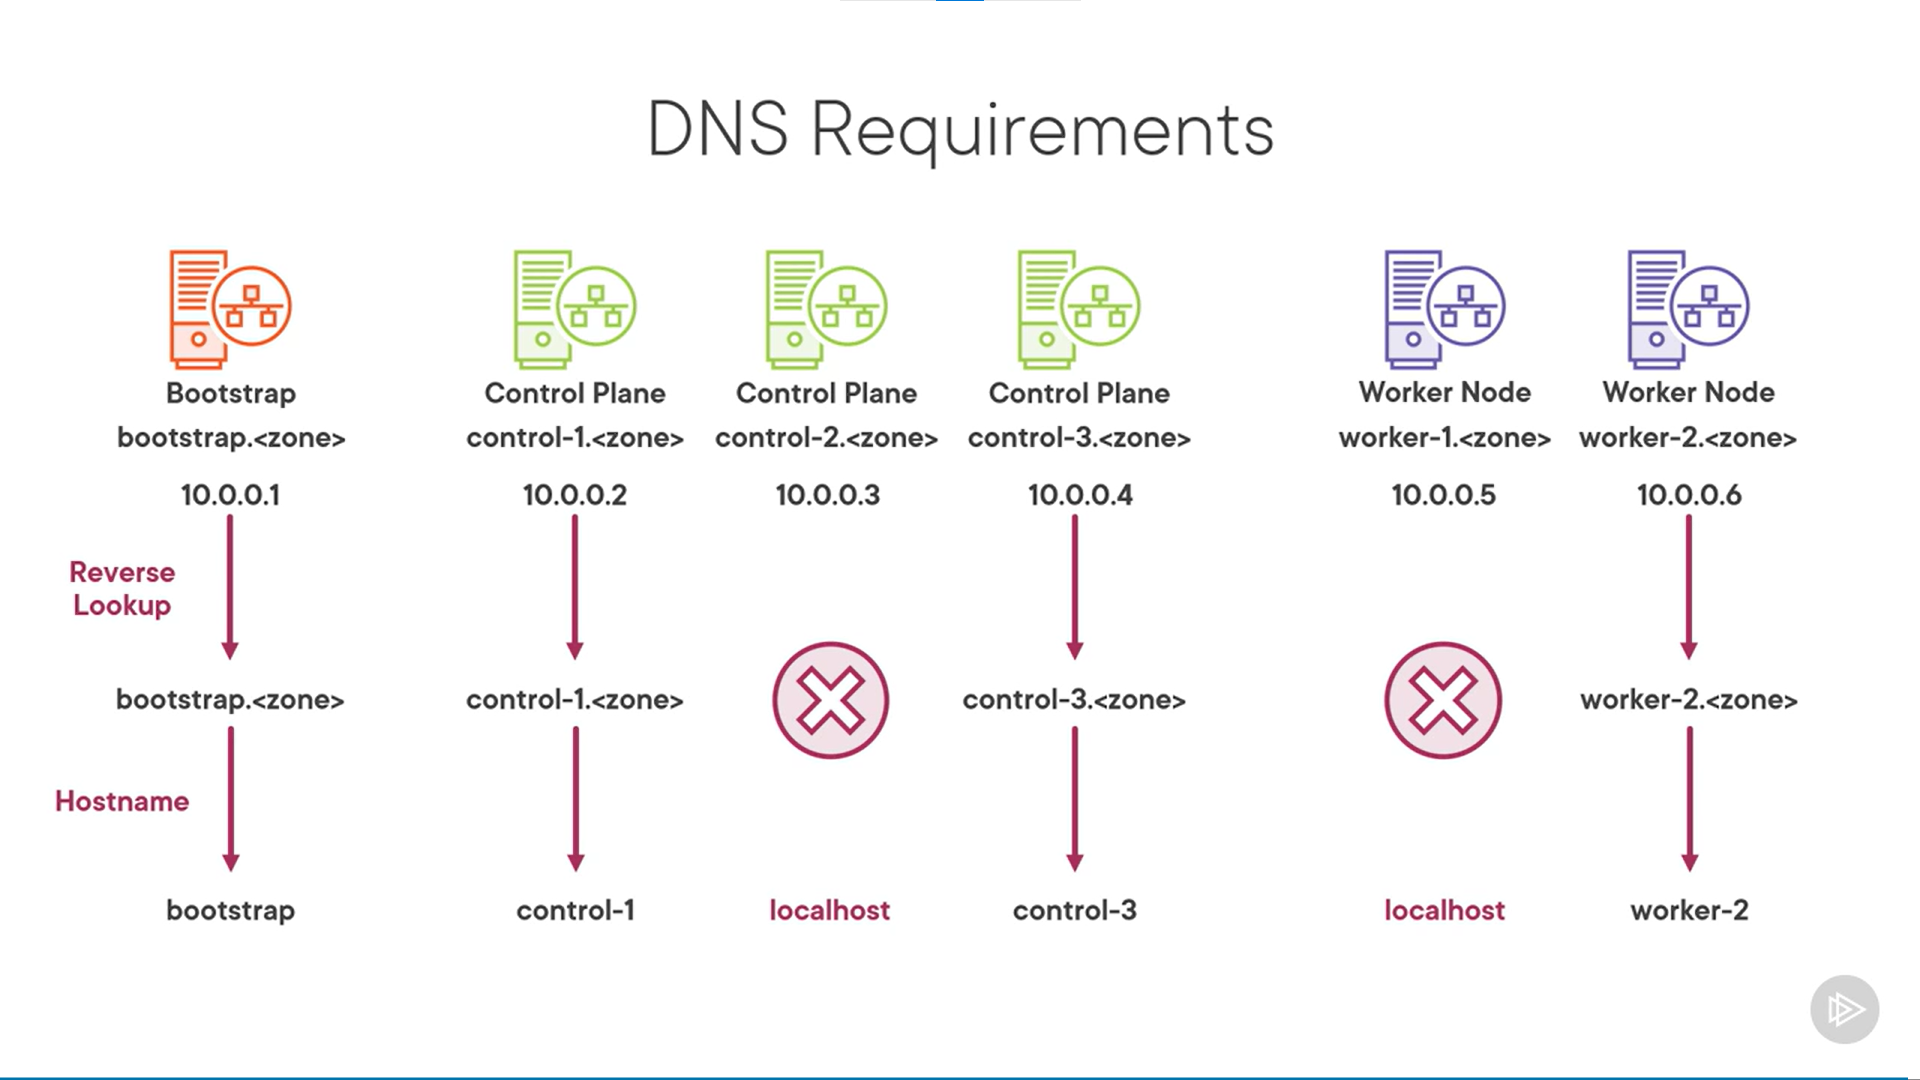 DNS Requirements
Bootstrap
bootstrap.<zone>
10.0.0.1
Control Plane
control-1.<zone>
10.0.0.2
Control Plane
control-2.<zone>
10.0.0.3
Control Plane
control-3.<zone>
10.0.0.4
Worker Node
worker-1.<zone>
10.0.0.5
Worker Node
worker-2.<zone>
10.0.0.6
Reverse
Lookup
bootstrap.<zone>
control-1.<zone>
control-3.<zone>
worker-2.<zone>
Hostname
bootstrap
control-1
localhost
control-3
localhost
worker-2